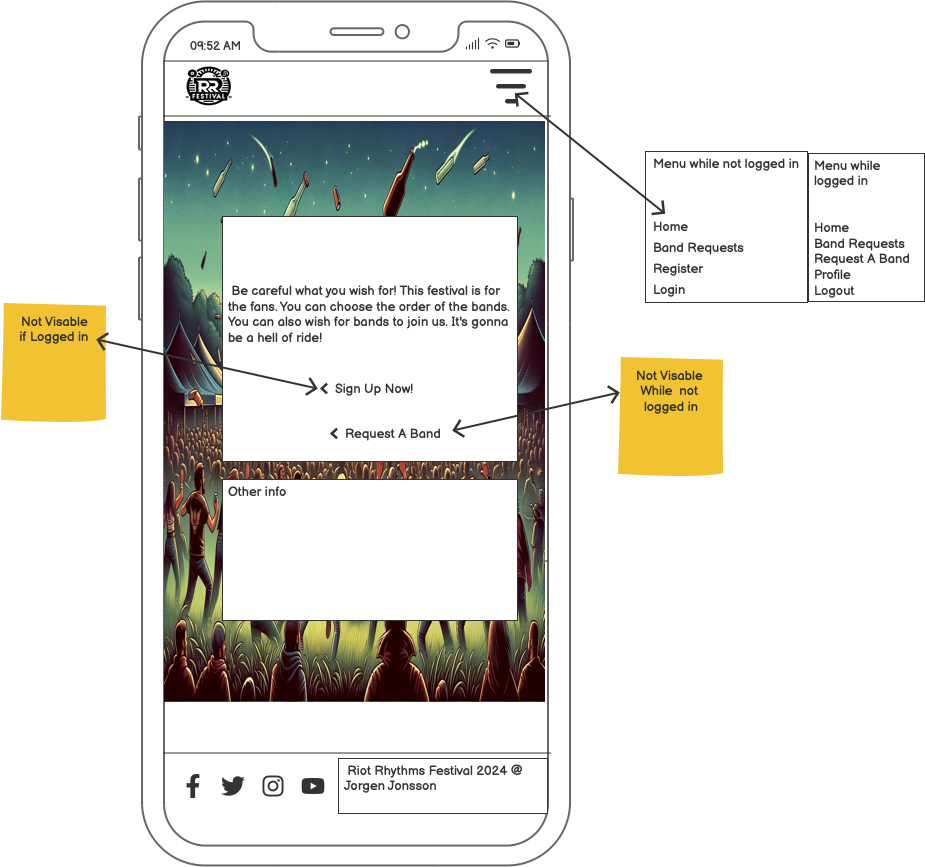 09:52 AM
RR
FESTIVAL
Menu while not logged in
Home
Band Requests
Register
Login
Menu while
logged in
Home
Band Requests
Request A Band
Profile
Logout
Be careful what you wish for! This festival is for
the fans. You can choose the order of the bands.
You can also wish for bands to join us. It's gonna
be a hell of ride!
Not Visable
if Logged in
Sign Up Now!
Not Visable
While not
logged in
Request A Band
Other info
Riot Rhythms Festival 2024 @
Jorgen Jonsson